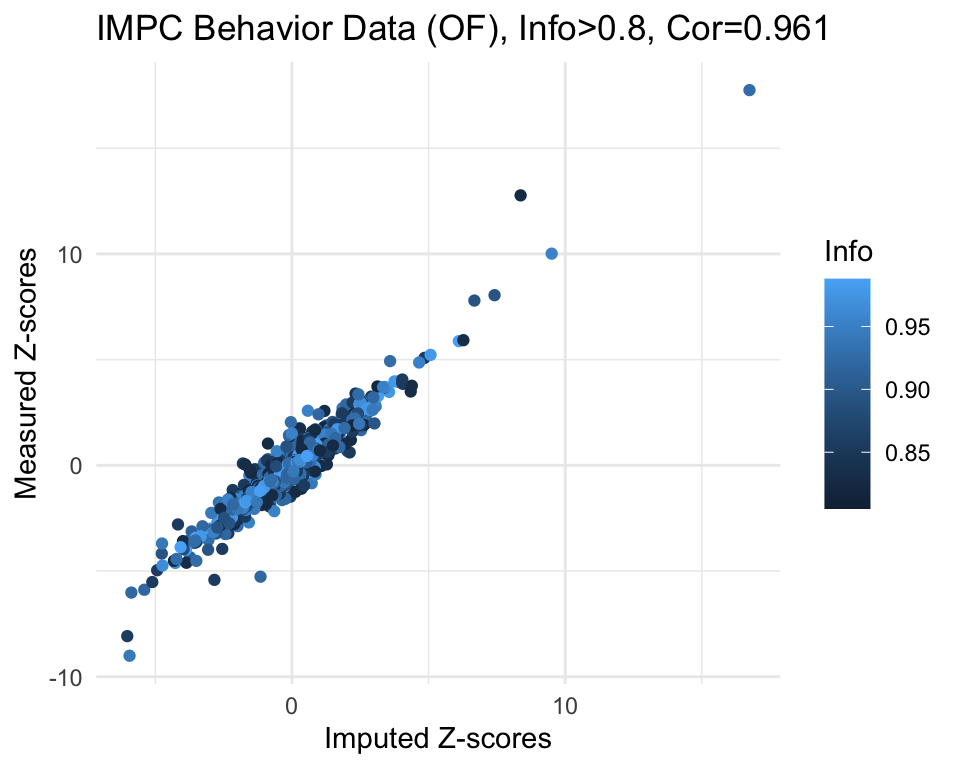 IMPC Behavior Data (OF), Info>0.8, Cor=0.961
Measured Z-scores
10
0
-10
0
10
Imputed Z-scores
Info
0.95
0.90
0.85